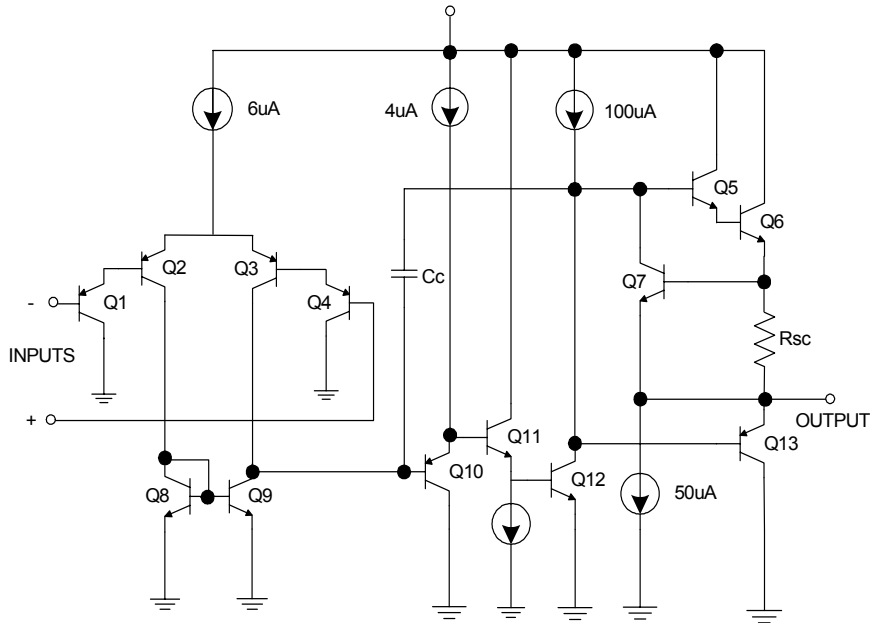 6uA
4uA
100uA
Q5
Q6
Q2
Q3
Q7
Cc
-
Q1
Q4
Rsc
INPUTS
+
OUTPUT
Q11
Q13
Q10
Q12
Q8
Q9
50uA